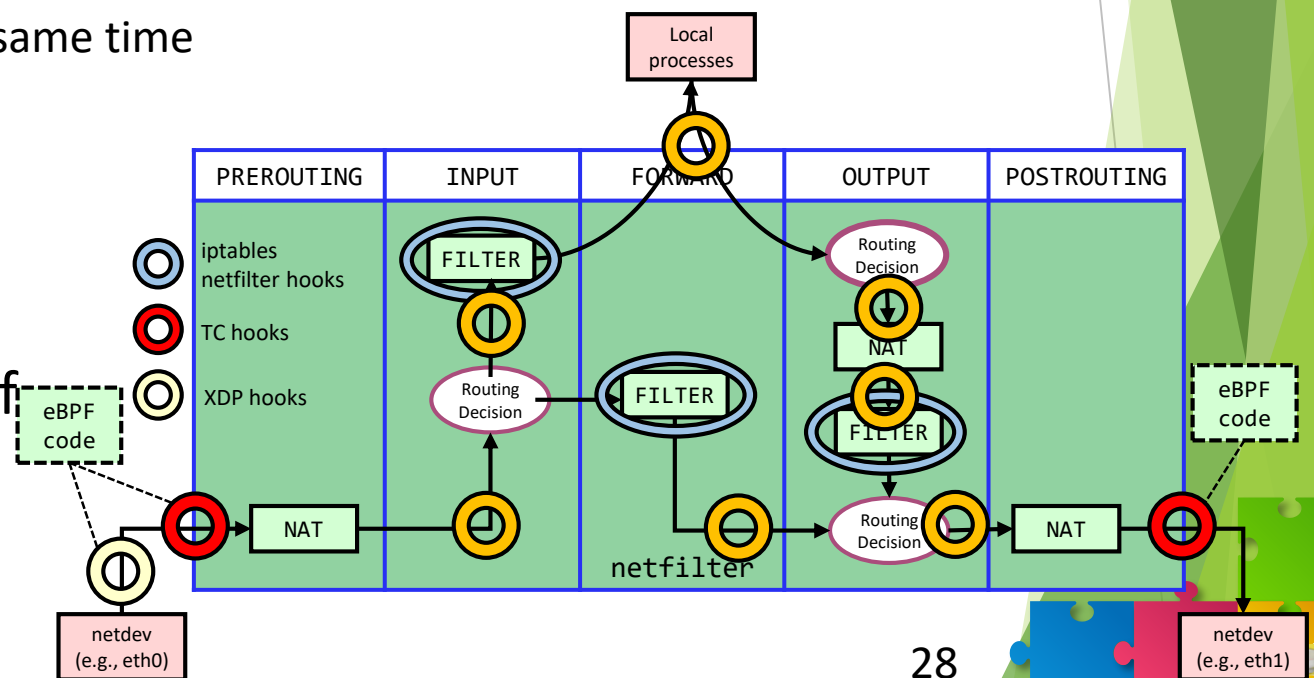 same time
Local
processes
PREROUTING
INPUT
FORWARD
OUTPUT
POSTROUTING
iptables
netfilter hooks
TC hooks
XDP hooks
f
eBPF
code
FILTER
Routing
Decision
FILTER
Routing
Decision
NAT
FILTER
Routing
Decision
eBPF
code
NAT
NAT
netfilter
netdev
(e.g., eth0)
28
netdev
(e.g., eth1)